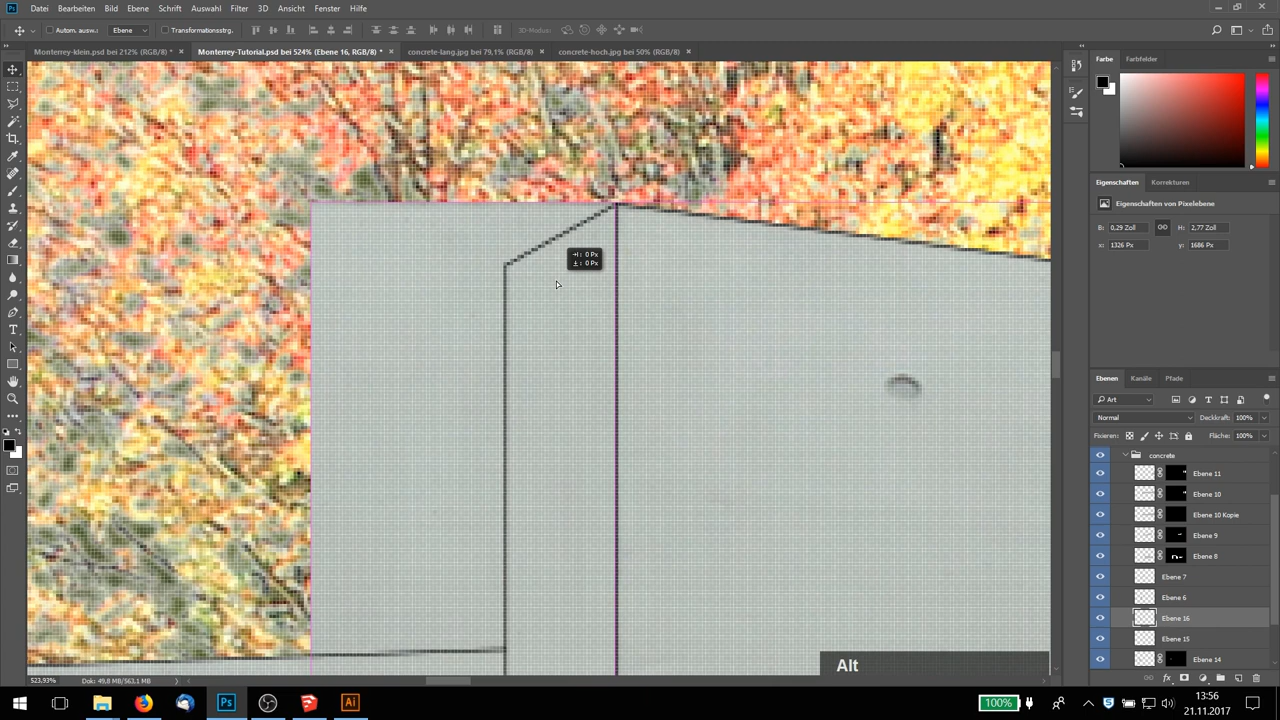 Ps Datei Bearbeiten Bild Ebene Schrift Auswahl Filter 3D Ansicht Fenster Hilfe
Autom. ausw.: Ebene Transformationsstrg. 3D-Modus:
Monterrey-klein.psd bei 212% (RGB/8) * × Monterrey-Tutorial.psd bei 524% (Ebene 16, RGB/8) * × concrete-lang.jpg bei 79,1% (RGB/8) × concrete-hoch.jpg bei 50% (RGB/8) ×
Farbe Farbfelder
Eigenschaften Korrekturen
Eigenschaften von Pixelebene
B: 0,29 Zoll H: 2,77 Zoll
x: 1326 Px y: 1686 Px
: 0 Px
: 0 Px
Ebenen Kanäle Pfade
Art
Normal Deckkraft: 100%
Fixieren: Fläche: 100%
concrete
Ebene 11
Ebene 10
Ebene 10 Kopie
Ebene 9
Ebene 8
Ebene 7
Ebene 6
Ebene 16
Ebene 15
Ebene 14
Alt
523,93% Dok: 49,8 MB/563,1 MB
Ps Ai 100% 13:56
21.11.2017